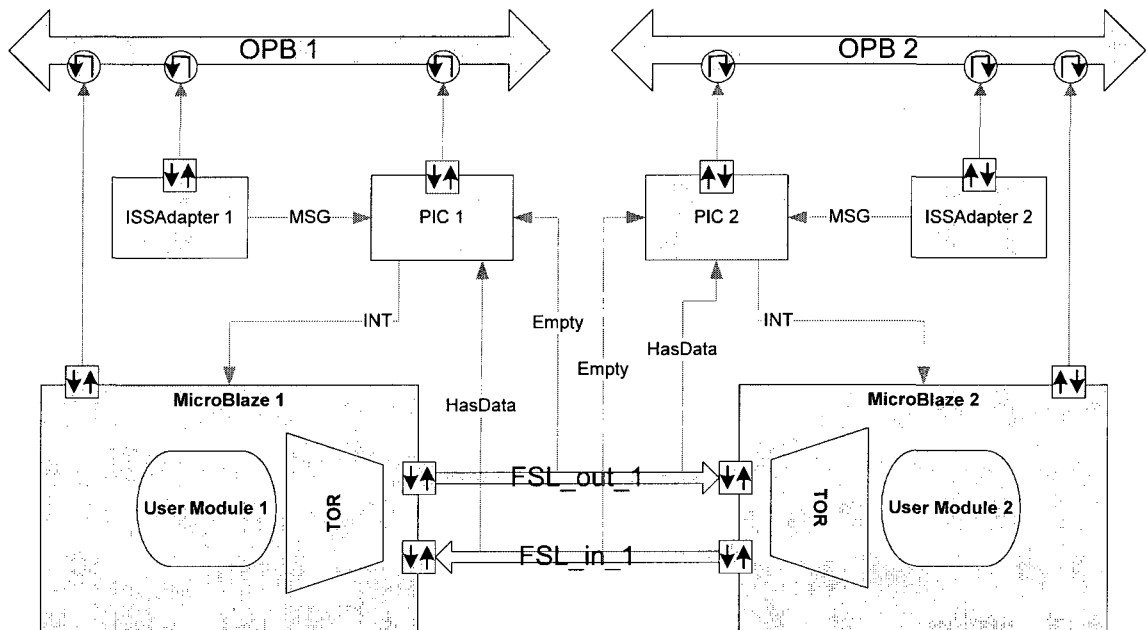 OPB 1
OPB 2
ISSAdapter 1
MSG
PIC 1
PIC 2
MSG
ISSAdapter 2
INT
Empty
INT
HasData
Empty
MicroBlaze 1
HasData
MicroBlaze 2
FSL_out_1
User Module 1
TOR
TOR
User Module 2
FSL_in_1